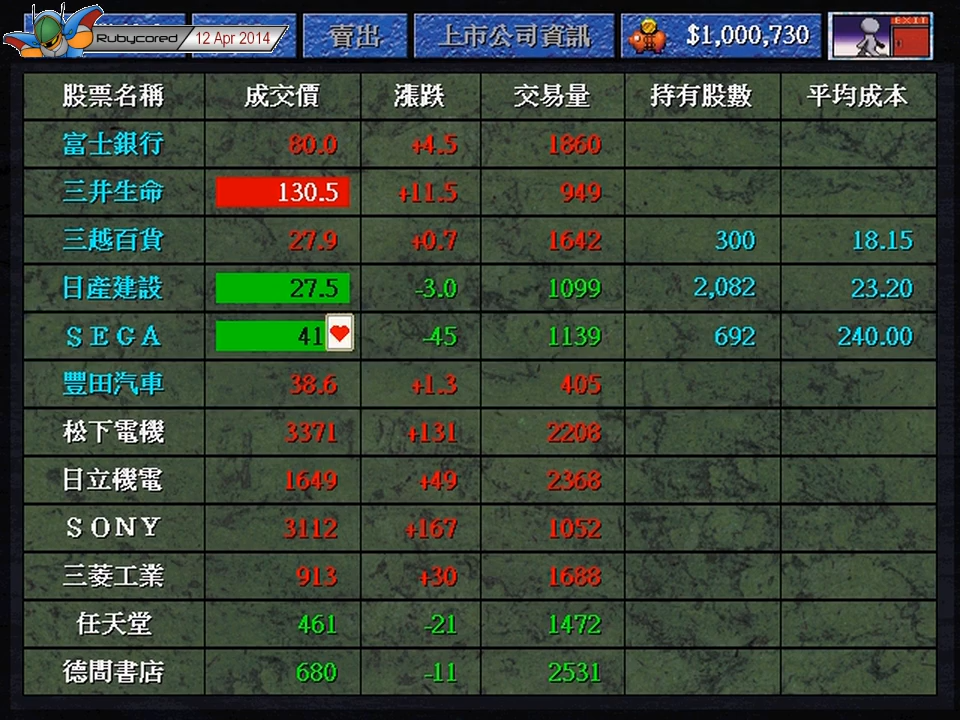 Rubycored 12 Apr 2014 賣出 上市公司資訊 $1,000,730 EXIT
股票名稱 成交價 漲跌 交易量 持有股數 平均成本
富士銀行 80.0 +4.5 1860
三井生命 130.5 +11.5 949
三越百貨 27.9 +0.7 1642 300 18.15
日產建設 27.5 -3.0 1099 2,082 23.20
SEGA 41 -45 1139 692 240.00
豐田汽車 38.6 +1.3 405
松下電機 3371 +131 2208
日立機電 1649 +49 2368
SONY 3112 +167 1052
三菱工業 913 +30 1688
任天堂 461 -21 1472
德間書店 680 -11 2531